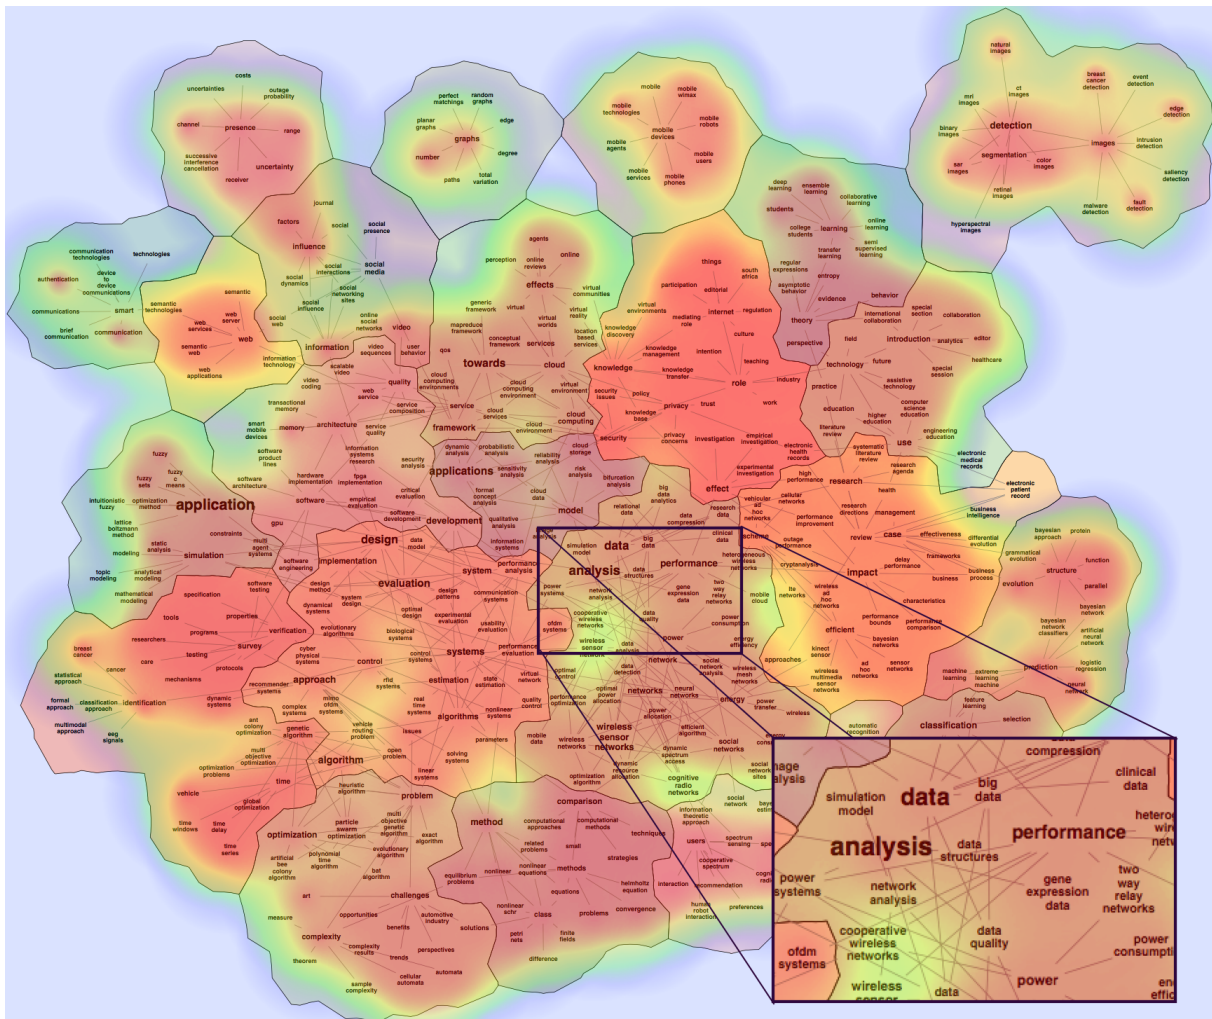 costs
uncertainties
outage
probability
channel
presence
range
successive
interference
cancellation
uncertainty
receiver
perfect
matchings
random
graphs
planar
graphs
edge
graphs
number
degree
paths
total
variation
mobile
mobile
wimax
mobile
technologies
mobile
devices
mobile
robots
mobile
agents
mobile
users
mobile
services
mobile
phones
natural
images
ct
images
breast
cancer
detection
event
detection
mri
images
edge
detection
detection
binary
images
images
intrusion
detection
segmentation
color
images
sar
images
saliency
detection
retinal
images
malware
detection
fault
detection
hyperspectral
images
journal
factors
social
social
presence
influence
social
interactions
social
media
social
dynamics
social
networking
sites
social
influence
social
web
online
social
networks
video
information
video
sequences
user
behavior
information
technology
scalable
video
communication
technologies
technologies
authentication
device
to
device
communications
communications
smart
brief
communication
communication
semantic
technologies
semantic
web
services
web
server
semantic
web
web
web
applications
agents
perception
online
reviews
online
effects
virtual
communities
generic
framework
virtual
virtual
worlds
virtual
reality
mapreduce
framework
conceptual
framework
services
location
based
services
qos
towards
cloud
cloud
computing
environments
cloud
computing
environment
virtual
environment
service
cloud
services
cloud
computing
framework
cloud
environment
deep
learning
ensemble
learning
collaborative
learning
students
college
students
learning
online
learning
transfer
learning
semi
supervised
learning
regular
expressions
entropy
asymptotic
behavior
evidence
behavior
theory
perspective
things
south
africa
participation
editorial
virtual
environments
mediating
role
internet
regulation
knowledge
discovery
culture
knowledge
management
intention
teaching
knowledge
knowledge
transfer
role
industry
security
issues
policy
privacy
trust
work
knowledge
base
security
privacy
concerns
investigation
empirical
investigation
electronic
health
records
experimental
investigation
effect
international
collaboration
special
section
collaboration
field
introduction
analytics
editor
technology
future
healthcare
special
session
practice
assistive
technology
computer
science
education
education
higher
education
literature
review
engineering
education
use
systematic
literature
review
research
agenda
electronic
medical
records
electronic
patient
record
business
intelligence
high
performance
research
health
vehicular
ad
hoc
networks
cellular
networks
performance
improvement
research
directions
management
outage
performance
review
case
effectiveness
differential
evolution
cryptanalysis
delay
performance
frameworks
impact
business
business
process
lte
networks
wireless
ad
hoc
networks
characteristics
performance
bounds
performance
comparison
efficient
kinect
sensor
bayesian
networks
approaches
wireless
multimedia
sensor
networks
ad
hoc
networks
sensor
networks
bayesian
approach
protein
grammatical
evolution
function
evolution
structure
parallel
bayesian
network
bayesian
network
classifiers
artificial
neural
network
prediction
logistic
regression
machine
learning
extreme
learning
machine
neural
network
feature
learning
classification
selection
automatic
recognition
video
coding
quality
web
service
transactional
memory
service
composition
smart
mobile
devices
memory
architecture
service
quality
software
product
lines
information
systems
research
security
analysis
software
architecture
hardware
implementation
fpga
implementation
software
empirical
evaluation
critical
evaluation
software
development
development
gpu
dynamic
analysis
probabilistic
analysis
reliability
analysis
cloud
storage
applications
sensitivity
analysis
risk
analysis
bifurcation
analysis
formal
concept
analysis
cloud
data
qualitative
analysis
model
information
systems
big
data
analytics
relational
data
research
data
data
compression
fuzzy
fuzzy
sets
fuzzy
c
means
intuitionistic
fuzzy
optimization
method
application
lattice
boltzmann
method
constraints
static
analysis
multi
agent
systems
modeling
simulation
topic
modeling
analytical
modeling
mathematical
modeling
software
engineering
design
data
model
implementation
evaluation
system
performance
analysis
design
method
system
design
design
patterns
communication
systems
dynamical
systems
optimal
design
experimental
evaluation
evolutionary
algorithms
biological
systems
usability
evaluation
cyber
physical
systems
control
control
systems
systems
performance
evaluation
recommender
systems
approach
rfid
systems
estimation
state
estimation
virtual
network
complex
systems
mimo
ofdm
systems
real
time
systems
algorithms
nonlinear
systems
quality
control
vehicle
routing
problem
issues
parameters
open
problem
solving
systems
linear
systems
software
testing
specification
tools
properties
programs
verification
researchers
survey
testing
care
protocols
mechanisms
dynamic
systems
breast
cancer
cancer
statistical
approach
formal
approach
classification
approach
identification
multimodal
approach
eeg
signals
ant
colony
optimization
genetic
algorithm
multi
objective
optimization
optimization
problems
time
vehicle
global
optimization
time
windows
time
delay
time
series
algorithm
heuristic
algorithm
problem
particle
swarm
optimization
multi
objective
genetic
algorithm
optimization
exact
algorithm
artificial
bee
colony
algorithm
polynomial
time
algorithm
evolutionary
algorithm
bat
algorithm
art
challenges
measure
opportunities
automotive
industry
benefits
solutions
complexity
complexity
results
perspectives
theorem
trends
automata
cellular
automata
sample
complexity
comparison
method
computational
approaches
computational
methods
techniques
related
problems
small
strategies
equilibrium
problems
nonlinear
nonlinear
equations
methods
helmholtz
equation
equations
nonlinear
schr
class
problems
convergence
petri
nets
finite
fields
difference
simulation
model
data
big
data
clinical
data
analysis
data
structures
performance
heterogeneous
wireless
networks
power
systems
network
analysis
gene
expression
data
two
way
relay
networks
mobile
cloud
ofdm
systems
cooperative
wireless
networks
data
quality
power
wireless
sensor
network
data
analysis
energy
efficiency
optimal
control
data
detection
network
social
network
analysis
wireless
mesh
networks
performance
optimization
optimal
power
allocation
networks
neural
networks
energy
power
transfer
wireless
power
allocation
mobile
data
wireless
networks
wireless
sensor
networks
efficient
algorithm
social
networks
dynamic
spectrum
access
optimization
algorithm
dynamic
resource
allocation
cognitive
radio
networks
information
theoretic
approach
social
network
users
spectrum
sensing
cooperative
spectrum
interaction
human
robot
interaction
preferences
compression
clinical
data
simulation
model
data
big
data
performance
analysis
data
structures
power
systems
network
analysis
gene
expression
data
two
way
relay
networks
cooperative
wireless
networks
data
quality
ofdm
systems
power
wireless
data